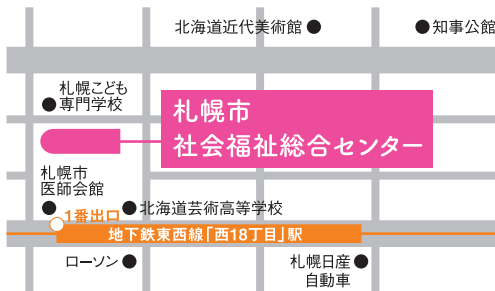 北海道近代美術館
知事公館
札幌こども
専門学校
札幌市
社会福祉総合センター
札幌市
医師会館
1番出口
北海道芸術高等学校
地下鉄東西線「西18丁目」駅
ローソン
札幌日産
自動車